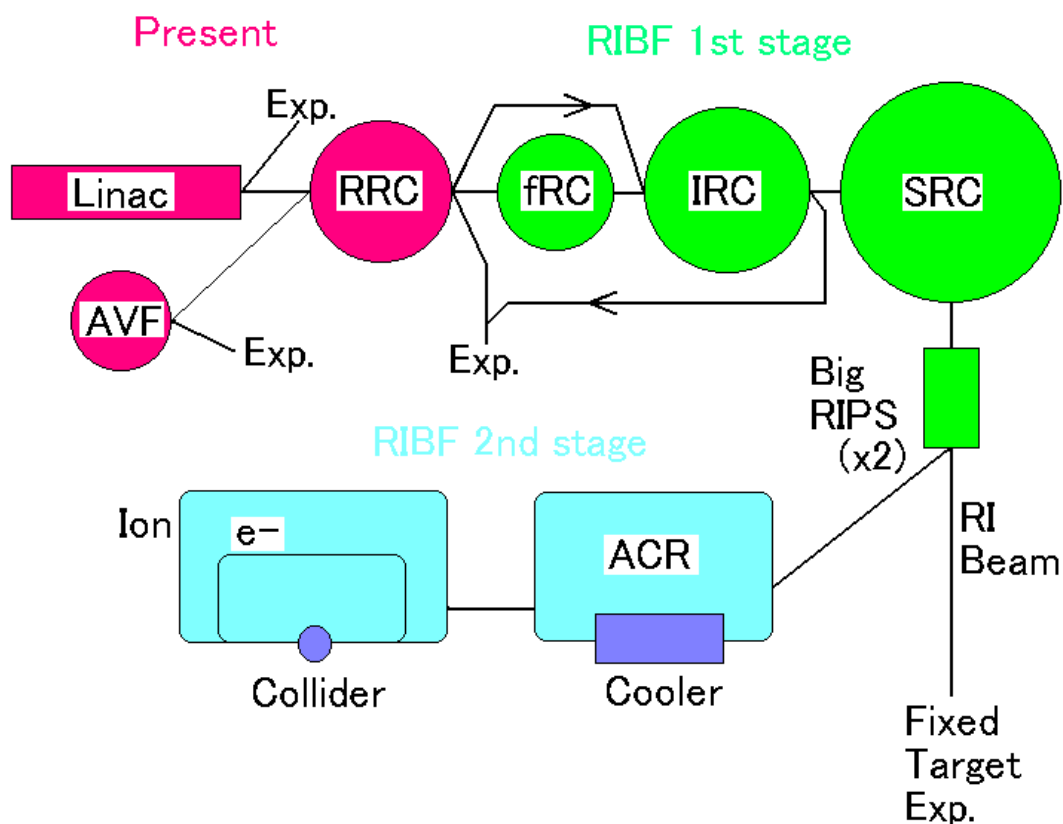 Present
RIBF 1st stage
Exp.
Linac
RRC
fRC
IRC
SRC
AVF
Exp.
Exp.
Big
RIPS
(x2)
RIBF 2nd stage
Ion
e-
ACR
RI
Beam
Collider
Cooler
Fixed
Target
Exp.